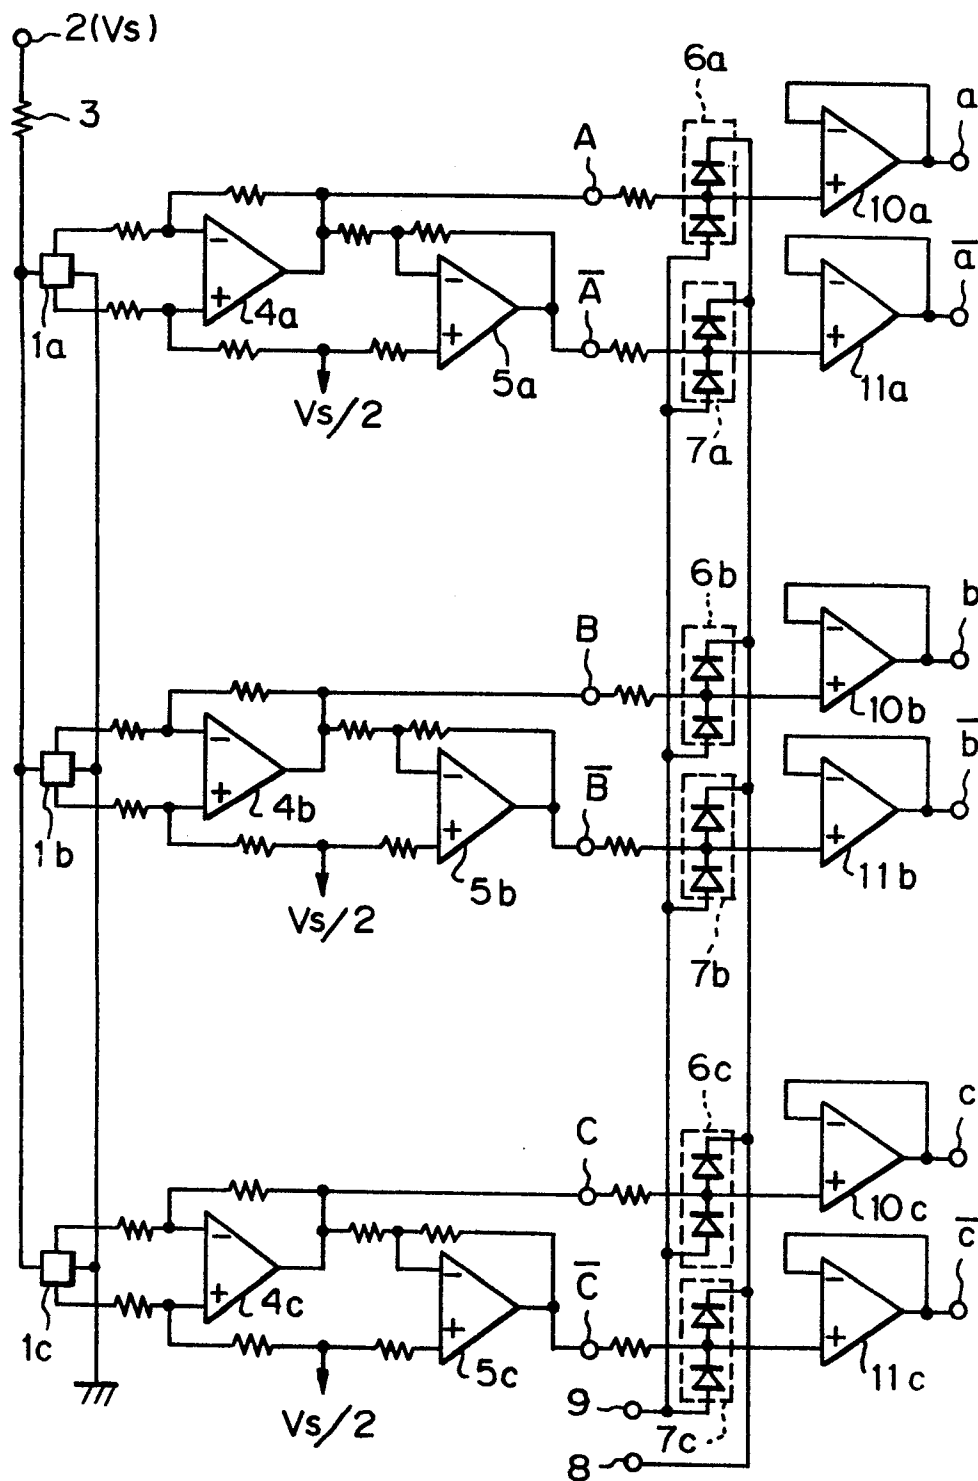 2(Vs)
3
6a
a
A
−
+
10a
a̅
1a
−
+
4a
A̅
−
+
5a
−
+
11a
Vs/2
7a
6b
b
B
−
+
10b
b̅
1b
−
+
4b
B̅
−
+
5b
−
+
11b
Vs/2
7b
6c
c
C
−
+
10c
c̅
1c
−
+
4c
C̅
−
+
5c
−
+
11c
Vs/2
9
7c
8